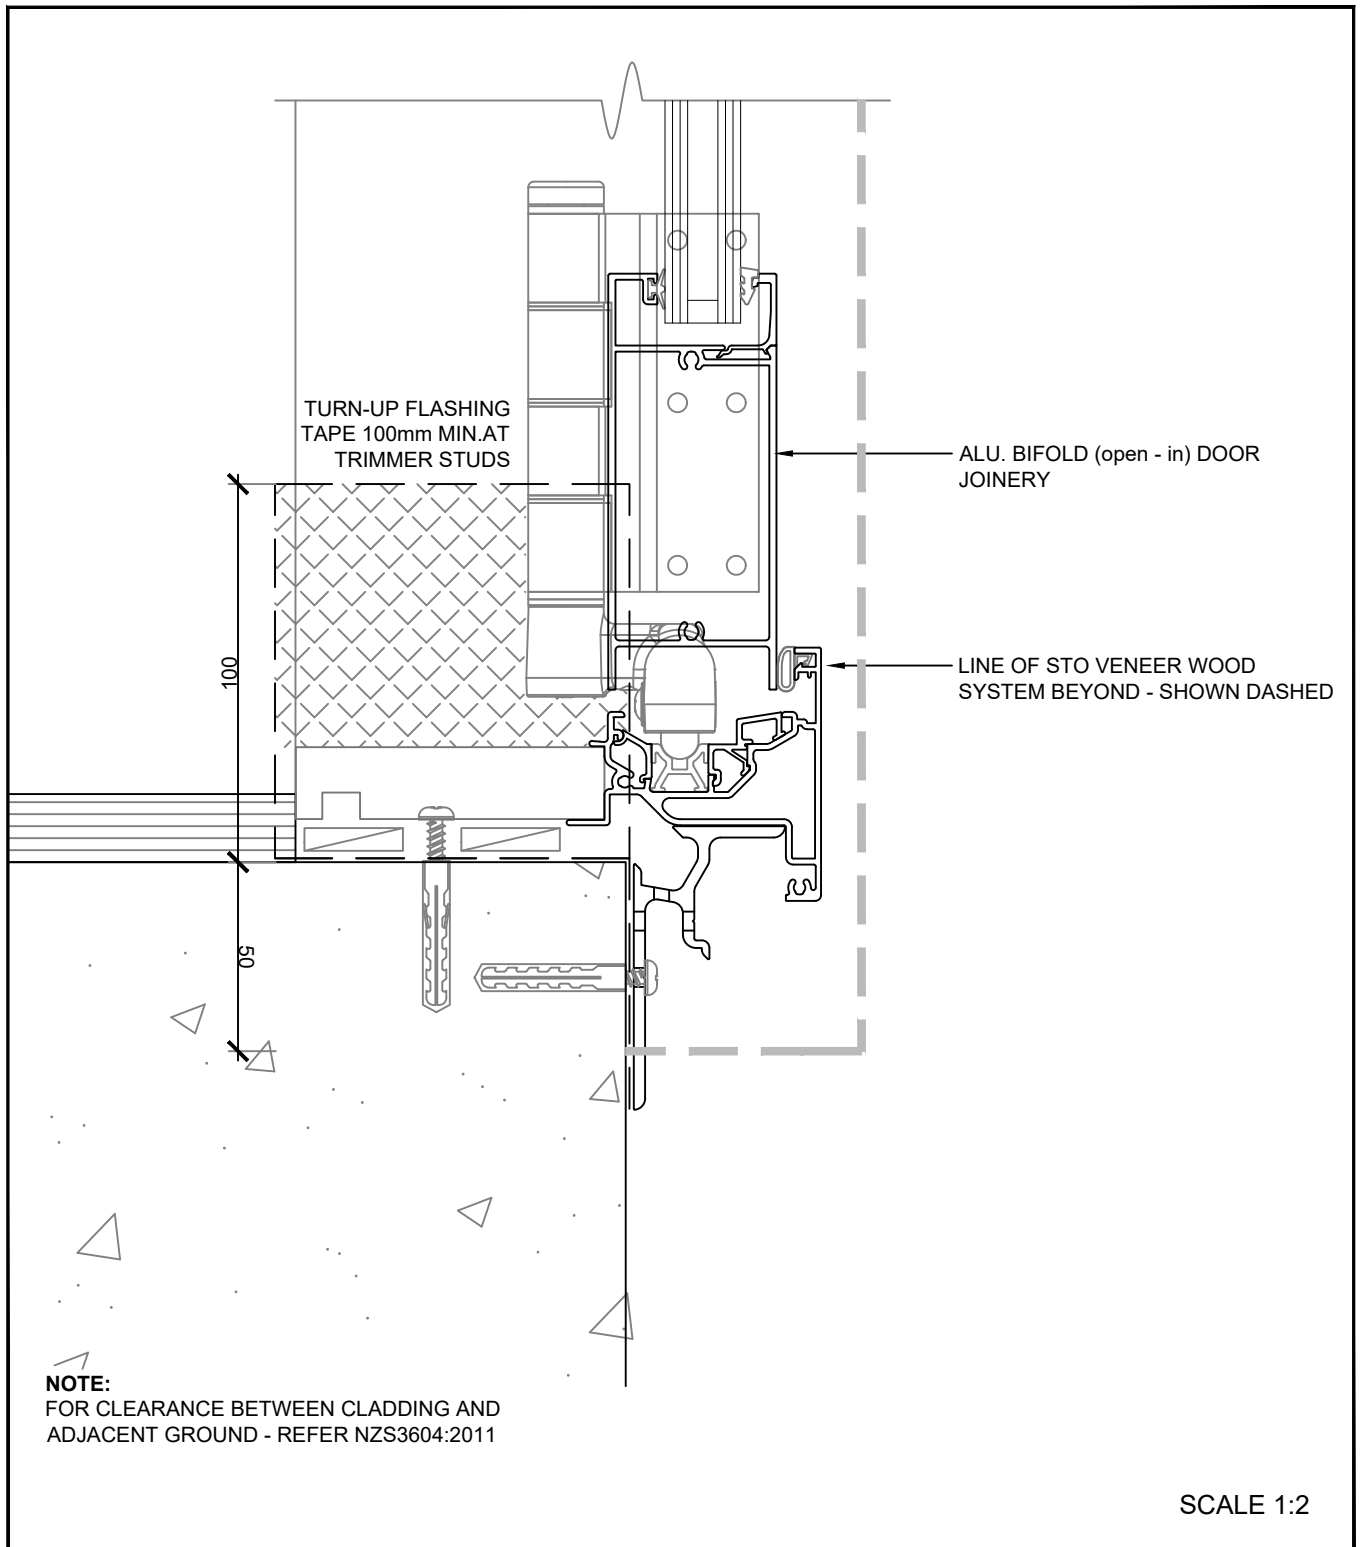 TURN-UP FLASHING
TAPE 100mm MIN.AT
TRIMMER STUDS
ALU. BIFOLD (open - in) DOOR
JOINERY
100
LINE OF STO VENEER WOOD
SYSTEM BEYOND - SHOWN DASHED
50
NOTE:
FOR CLEARANCE BETWEEN CLADDING AND
ADJACENT GROUND - REFER NZS3604:2011
SCALE 1:2